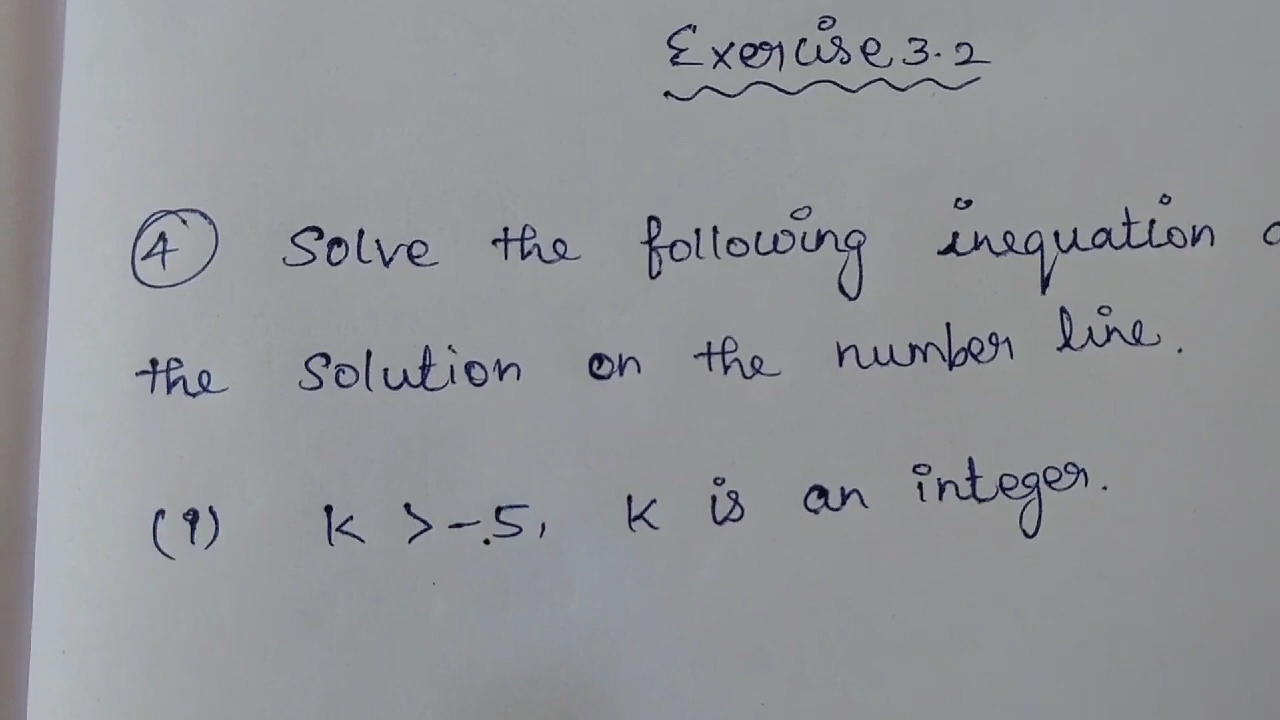 Exercise 3.2
④ Solve the following inequation
the solution on the number line.
(i) k > -5, k is an integer.